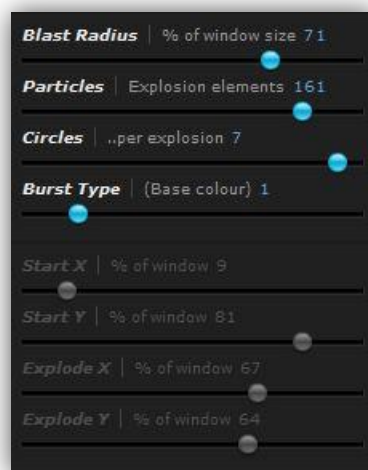 Blast Radius | % of window size 71
Particles | Explosion elements 161
Circles | ..per explosion 7
Burst Type | (Base colour) 1
Start X | % of window 9
Start Y | % of window 81
Explode X | % of window 67
Explode Y | % of window 64